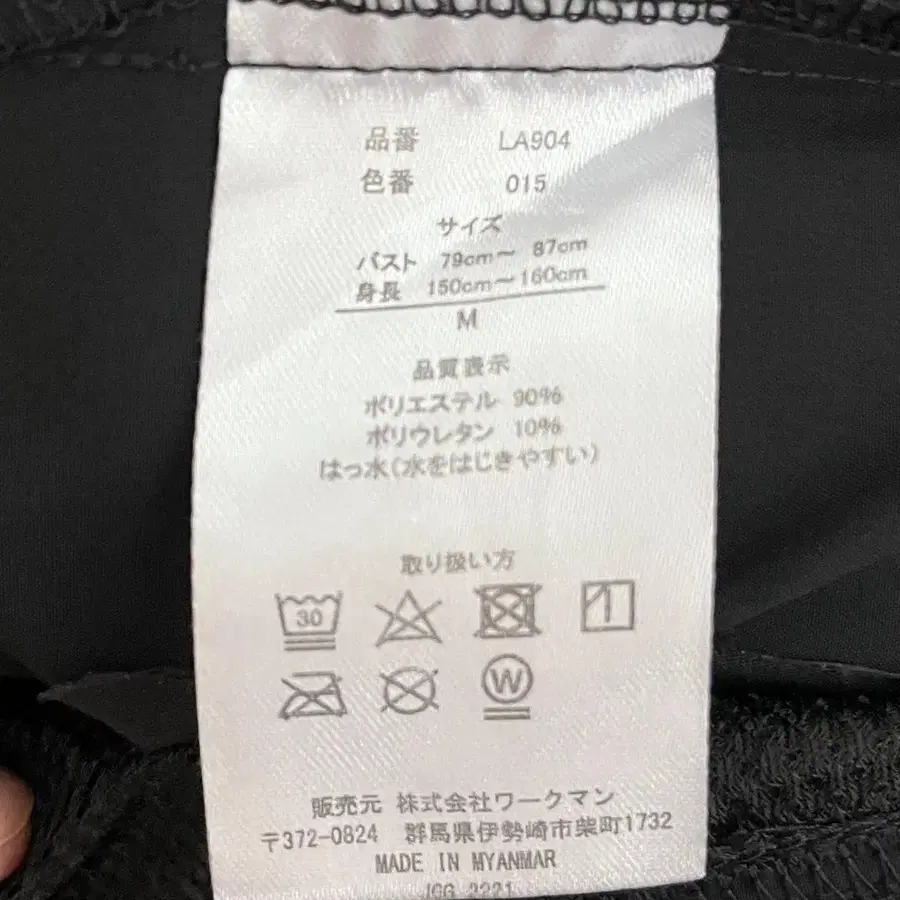 品番 LA904
色番 015
サイズ
バスト 79cm〜 87cm
身長 150cm〜160cm
M
品質表示
ポリエステル 90%
ポリウレタン 10%
はっ水(水をはじきやすい)
取り扱い方
30
W
販売元 株式会社ワークマン
〒372-0824 群馬県伊勢崎市柴町1732
MADE IN MYANMAR
JGG 2221